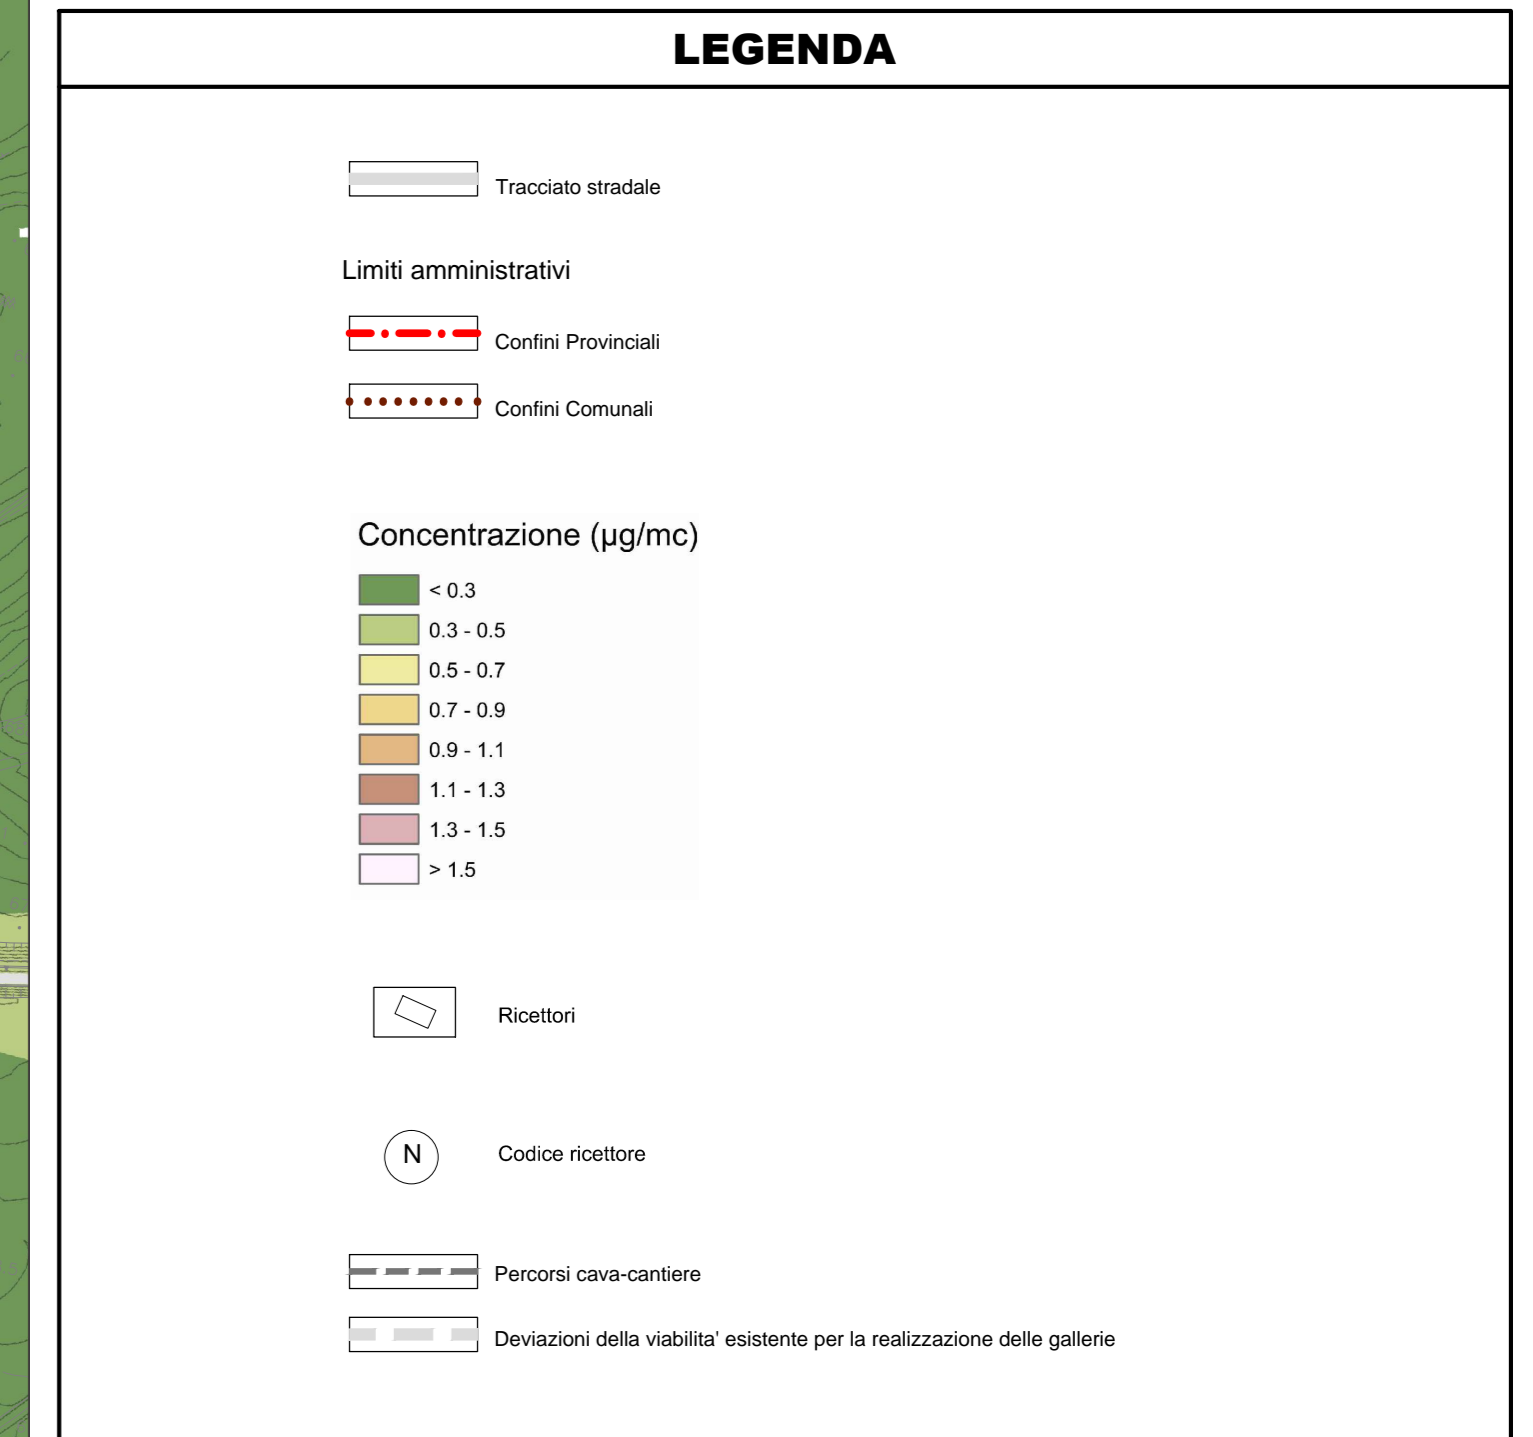 LEGENDA
Tracciato stradale
Limiti amministrativi
Confini Provinciali
Confini Comunali
Concentrazione (µg/mc)
< 0.3
0.3 - 0.5
0.5 - 0.7
0.7 - 0.9
0.9 - 1.1
1.1 - 1.3
1.3 - 1.5
> 1.5
Ricettori
N Codice ricettore
Percorsi cava-cantiere
Deviazioni della viabilita' esistente per la realizzazione delle gallerie